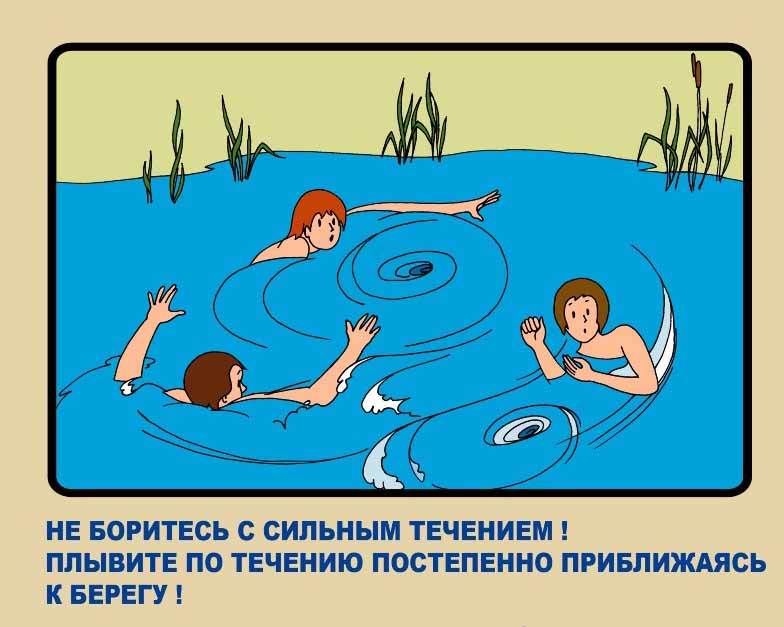 НЕ БОРИТЕСЬ С СИЛЬНЫМ ТЕЧЕНИЕМ !
ПЛЫВИТЕ ПО ТЕЧЕНИЮ ПОСТЕПЕННО ПРИБЛИЖАЯСЬ
К БЕРЕГУ !